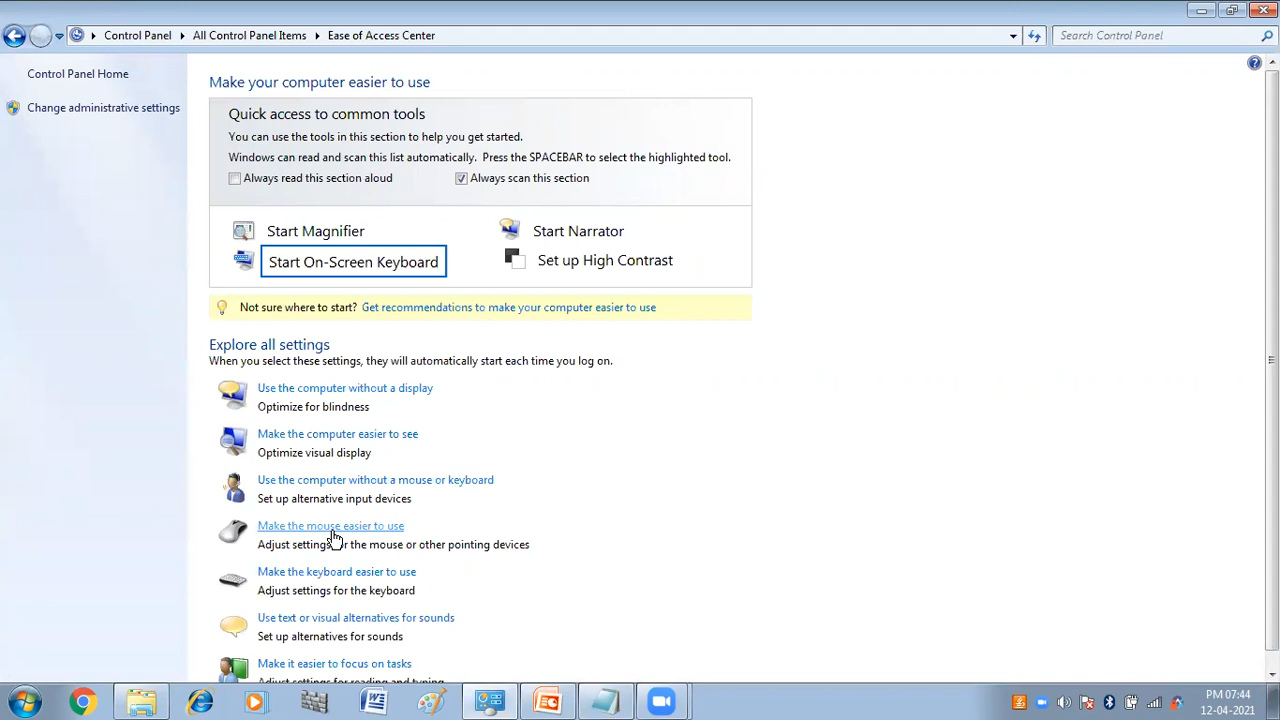 Control Panel All Control Panel Items Ease of Access Center Search Control Panel
Control Panel Home
Change administrative settings
Make your computer easier to use
Quick access to common tools
You can use the tools in this section to help you get started.
Windows can read and scan this list automatically. Press the SPACEBAR to select the highlighted tool.
Always read this section aloud Always scan this section
Start Magnifier Start Narrator
Start On-Screen Keyboard Set up High Contrast
Not sure where to start? Get recommendations to make your computer easier to use
Explore all settings
When you select these settings, they will automatically start each time you log on.
Use the computer without a display
Optimize for blindness
Make the computer easier to see
Optimize visual display
Use the computer without a mouse or keyboard
Set up alternative input devices
Make the mouse easier to use
Adjust settings for the mouse or other pointing devices
Make the keyboard easier to use
Adjust settings for the keyboard
Use text or visual alternatives for sounds
Set up alternatives for sounds
Make it easier to focus on tasks
Adjust settings for reading and typing
PM 07:44
12-04-2021